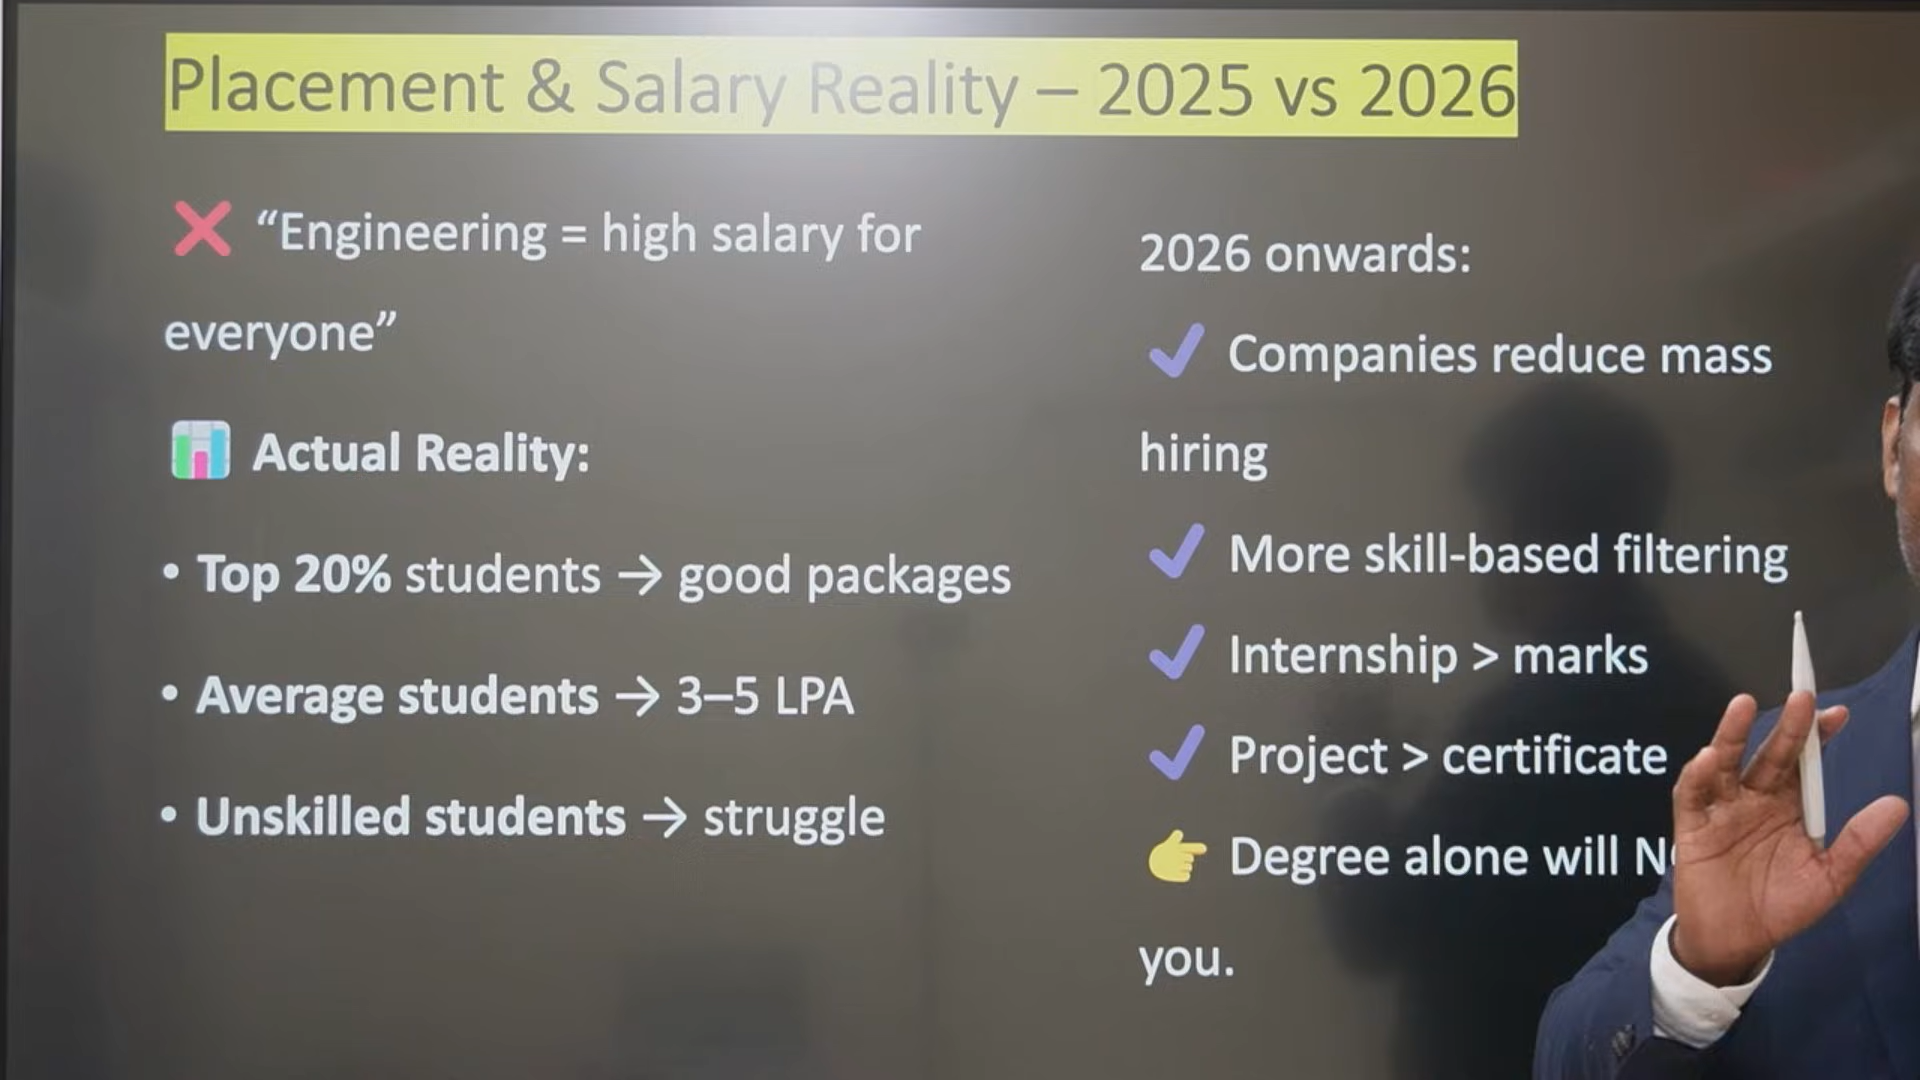 Placement & Salary Reality – 2025 vs 2026
❌ “Engineering = high salary for
everyone”
📊 Actual Reality:
• Top 20% students → good packages
• Average students → 3–5 LPA
• Unskilled students → struggle
2026 onwards:
✔ Companies reduce mass
hiring
✔ More skill-based filtering
✔ Internship > marks
✔ Project > certificate
👉 Degree alone will
you.